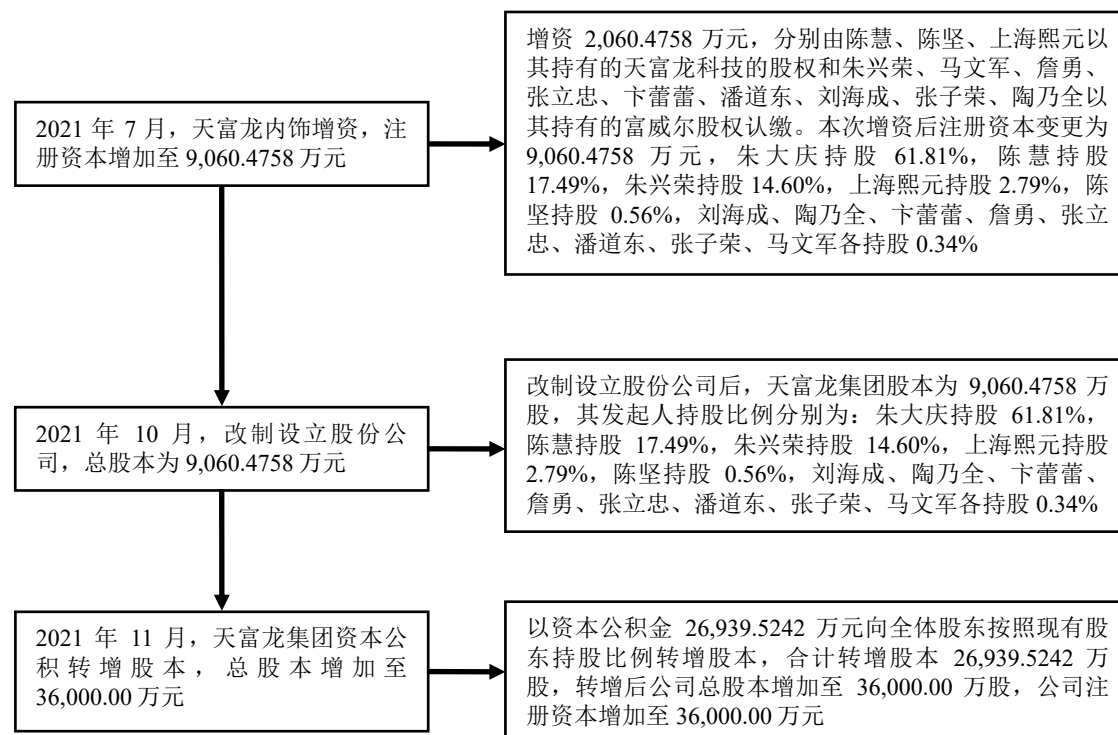 增资 2,060.4758 万元，分别由陈慧、陈坚、上海熙元以
其持有的天富龙科技的股权和朱兴荣、马文军、詹勇、
张立忠、卞蕾蕾、潘道东、刘海成、张子荣、陶乃全以
其持有的富威尔股权认缴。本次增资后注册资本变更为
9,060.4758 万元，朱大庆持股 61.81%，陈慧持股
17.49%，朱兴荣持股 14.60%，上海熙元持股 2.79%，陈
坚持股 0.56%，刘海成、陶乃全、卞蕾蕾、詹勇、张立
忠、潘道东、张子荣、马文军各持股 0.34%
2021 年 7 月，天富龙内饰增资，注
册资本增加至 9,060.4758 万元
改制设立股份公司后，天富龙集团股本为 9,060.4758 万
股，其发起人持股比例分别为：朱大庆持股 61.81%，
陈慧持股 17.49%，朱兴荣持股 14.60%，上海熙元持股
2.79%，陈坚持股 0.56%，刘海成、陶乃全、卞蕾蕾、
詹勇、张立忠、潘道东、张子荣、马文军各持股 0.34%
2021 年 10 月，改制设立股份公
司，总股本为 9,060.4758 万元
2021 年 11 月，天富龙集团资本公
积转增股本，总股本增加至
36,000.00 万元
以资本公积金 26,939.5242 万元向全体股东按照现有股
东持股比例转增股本，合计转增股本 26,939.5242 万
股，转增后公司总股本增加至 36,000.00 万股，公司注
册资本增加至 36,000.00 万元